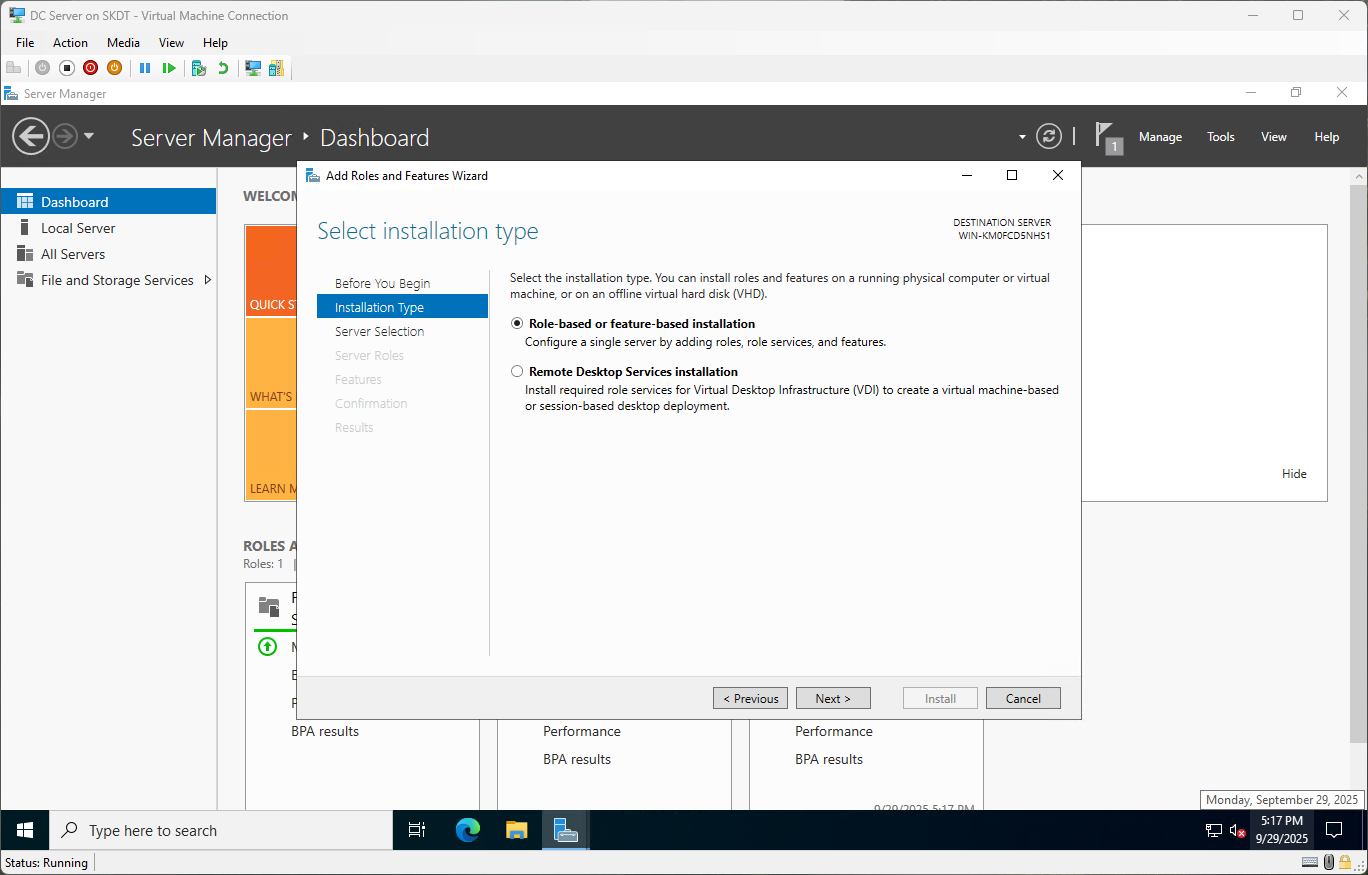 DC Server on SKDT - Virtual Machine Connection
File Action Media View Help
Server Manager
Server Manager Dashboard
1 Manage Tools View Help
Dashboard
Local Server
All Servers
File and Storage Services
WELCOM
QUICK ST
WHAT'S
LEARN M
Hide
ROLES A
Roles: 1
BPA results
Performance
BPA results
Performance
BPA results
9/29/2025 5:17 PM
Add Roles and Features Wizard
Select installation type
DESTINATION SERVER
WIN-KM0FCD5NHS1
Before You Begin
Installation Type
Server Selection
Server Roles
Features
Confirmation
Results
Select the installation type. You can install roles and features on a running physical computer or virtual
machine, or on an offline virtual hard disk (VHD).
Role-based or feature-based installation
Configure a single server by adding roles, role services, and features.
Remote Desktop Services installation
Install required role services for Virtual Desktop Infrastructure (VDI) to create a virtual machine-based
or session-based desktop deployment.
< Previous Next > Install Cancel
Monday, September 29, 2025
Type here to search
5:17 PM
9/29/2025
Status: Running